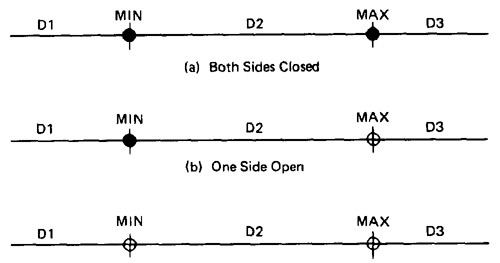 MIN MAX
D1 D2 D3
(a) Both Sides Closed
MIN MAX
D1 D2 D3
(b) One Side Open
MIN MAX
D1 D2 D3